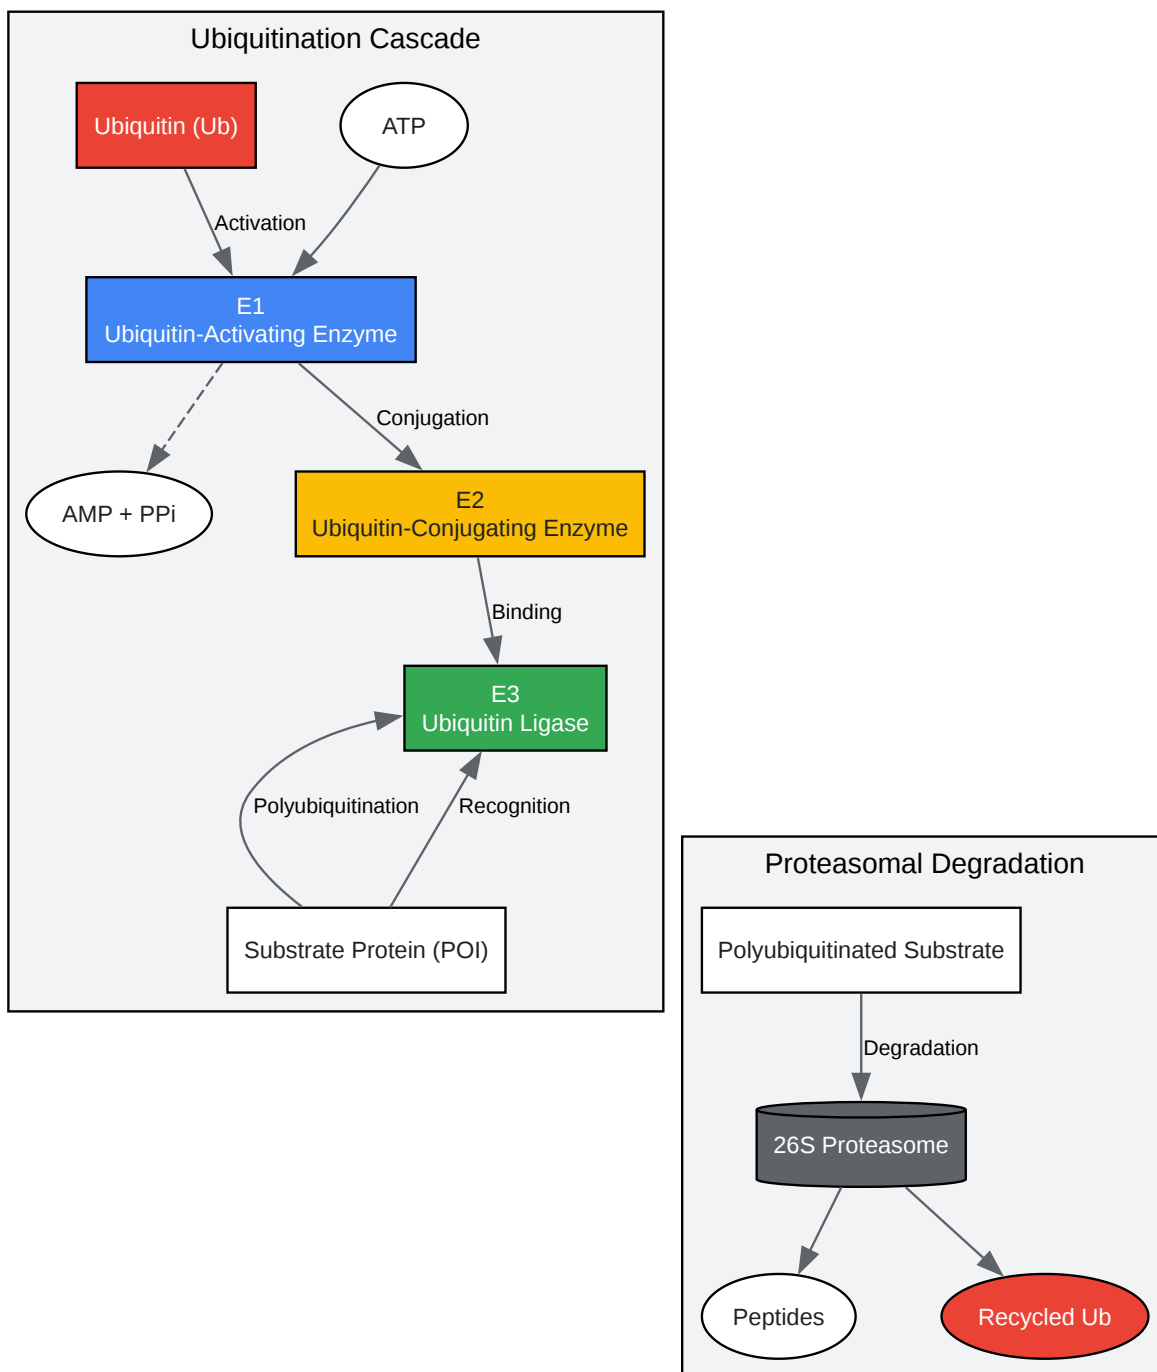 Ubiquitination Cascade
Ubiquitin (Ub)
ATP
Activation
E1
Ubiquitin-Activating Enzyme
Conjugation
AMP + PPi
E2
Ubiquitin-Conjugating Enzyme
Binding
E3
Ubiquitin Ligase
Polyubiquitination
Recognition
Substrate Protein (POI)
Proteasomal Degradation
Polyubiquitinated Substrate
Degradation
26S Proteasome
Peptides
Recycled Ub